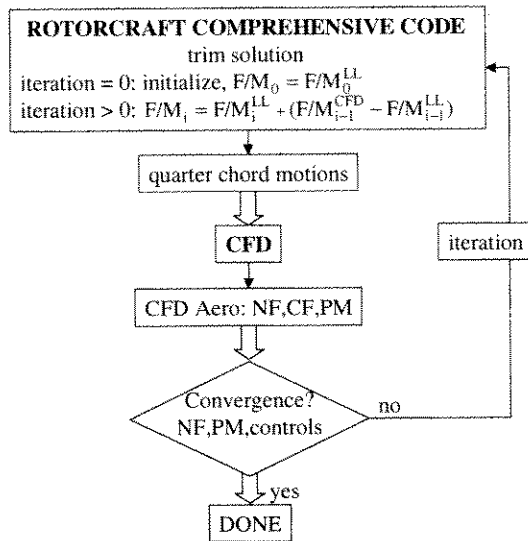 ROTORCRAFT COMPREHENSIVE CODE
trim solution
iteration = 0: initialize, F/M₀ = F/M₀ᴸᴸ
iteration > 0: F/Mᵢ = F/Mᵢᴸᴸ + (F/Mᵢ₋₁ᶜᶠᴰ − F/Mᵢ₋₁ᴸᴸ)
quarter chord motions
CFD
iteration
CFD Aero: NF,CF,PM
Convergence?
NF,PM,controls
no
yes
DONE